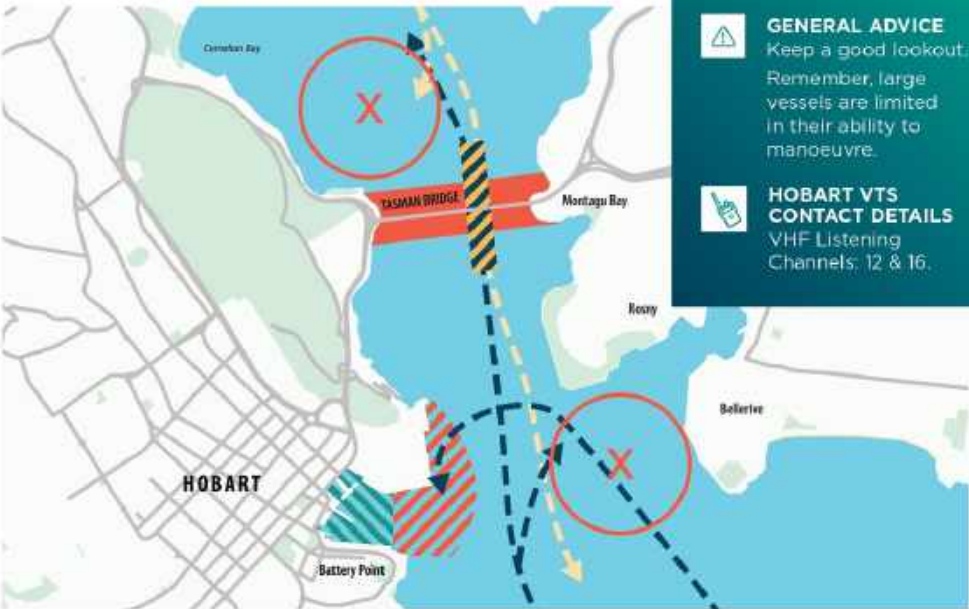 GENERAL ADVICE
Keep a good lookout.
Remember, large
vessels are limited
in their ability to
manoeuvre.
HOBART VTS
CONTACT DETAILS
VHF Listening
Channels: 12 & 16.
Cornelian Bay
X
TASMAN BRIDGE
Montagu Bay
Rosny
Bellerive
X
HOBART
Battery Point